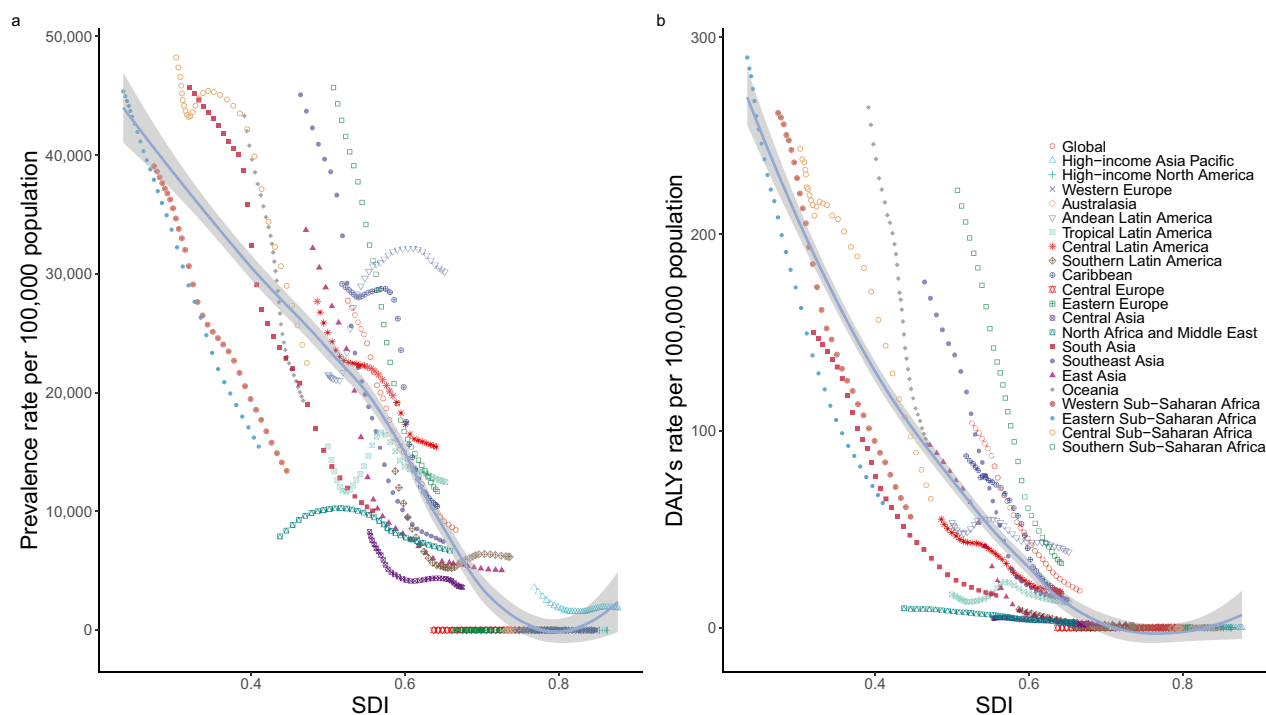 a
50,000
40,000
30,000
20,000
10,000
0
Prevalence rate per 100,000 population
0.4
0.6
0.8
SDI
b
300
200
100
0
DALYs rate per 100,000 population
0.4
0.6
0.8
SDI
Global
High−income Asia Pacific
High−income North America
Western Europe
Australasia
Andean Latin America
Tropical Latin America
Central Latin America
Southern Latin America
Caribbean
Central Europe
Eastern Europe
Central Asia
North Africa and Middle East
South Asia
Southeast Asia
East Asia
Oceania
Western Sub−Saharan Africa
Eastern Sub−Saharan Africa
Central Sub−Saharan Africa
Southern Sub−Saharan Africa